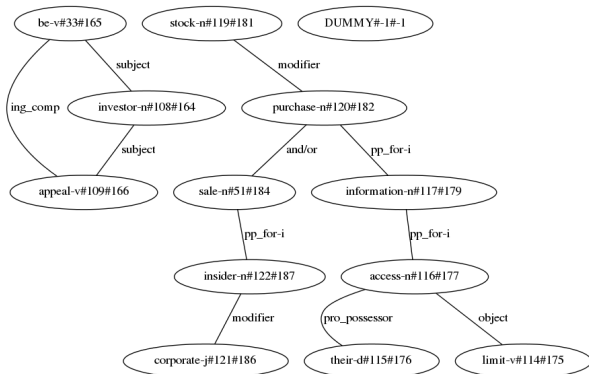 be-v#33#165 stock-n#119#181 DUMMY#-1#-1
subject modifier
ing_comp investor-n#108#164 purchase-n#120#182
subject and/or pp_for-i
appeal-v#109#166 sale-n#51#184 information-n#117#179
pp_for-i pp_for-i
insider-n#122#187 access-n#116#177
modifier pro_possessor object
corporate-j#121#186 their-d#115#176 limit-v#114#175